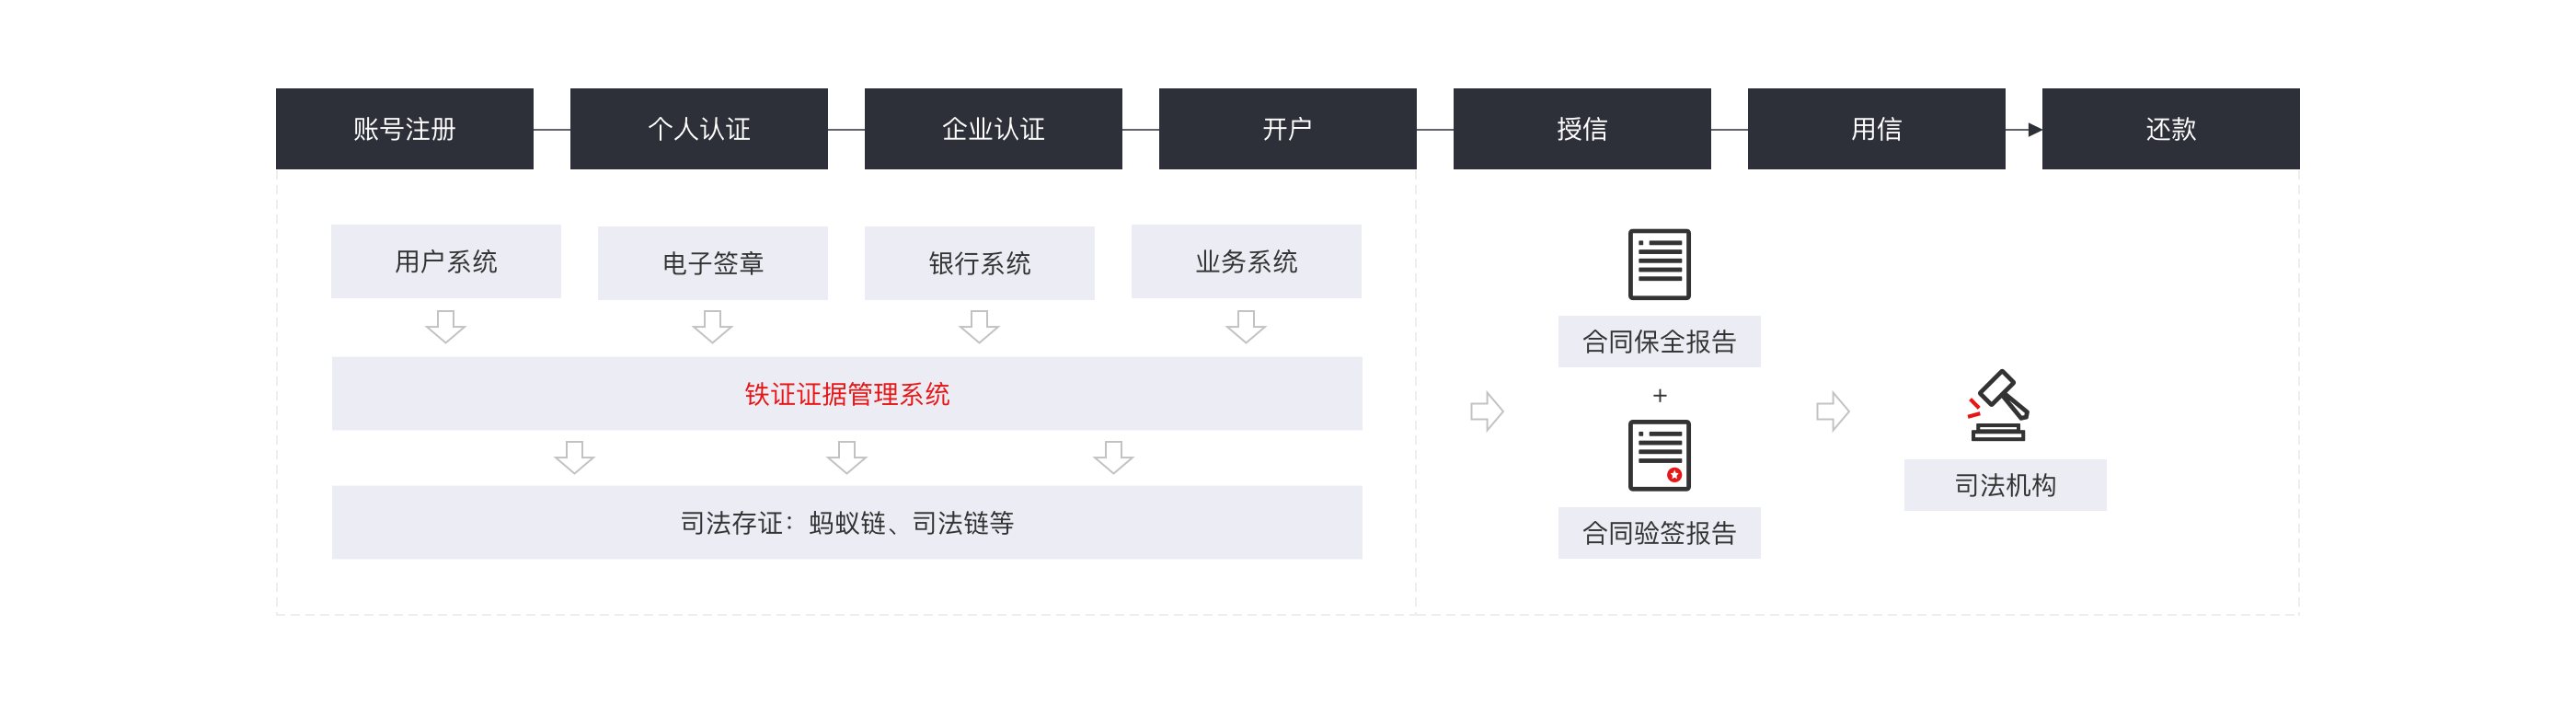 账号注册
个人认证
企业认证
开户
授信
用信
还款
用户系统
电子签章
银行系统
业务系统
铁证证据管理系统
司法存证：蚂蚁链、司法链等
合同保全报告
+
合同验签报告
司法机构